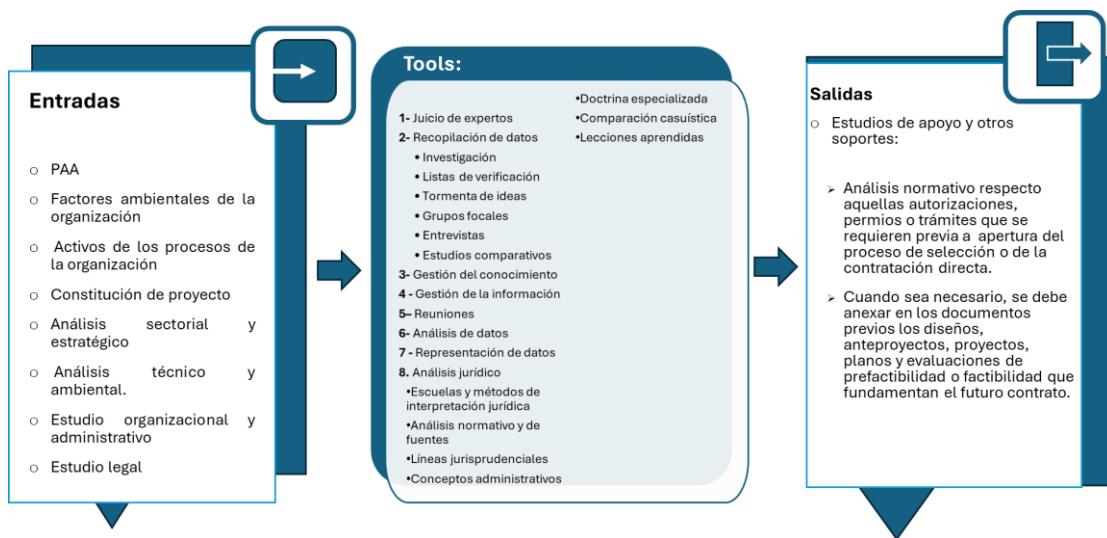 Entradas
o PAA
o Factores ambientales de la
organización
o Activos de los procesos de
la organización
o Constitución de proyecto
o Análisis sectorial y
estratégico
o Análisis técnico y
ambiental.
o Estudio organizacional y
administrativo
o Estudio legal
Tools:
1- Juicio de expertos
2- Recopilación de datos
• Investigación
• Listas de verificación
• Tormenta de ideas
• Grupos focales
• Entrevistas
• Estudios comparativos
3- Gestión del conocimiento
4 - Gestión de la información
5– Reuniones
6- Análisis de datos
7 - Representación de datos
8. Análisis jurídico
•Escuelas y métodos de
interpretación jurídica
•Análisis normativo y de
fuentes
•Líneas jurisprudenciales
•Conceptos administrativos
•Doctrina especializada
•Comparación casuística
•Lecciones aprendidas
Salidas
o Estudios de apoyo y otros
soportes:
➢ Análisis normativo respecto
aquellas autorizaciones,
permios o trámites que se
requieren previa a apertura del
proceso de selección o de la
contratación directa.
➢ Cuando sea necesario, se debe
anexar en los documentos
previos los diseños,
anteproyectos, proyectos,
planos y evaluaciones de
prefactibilidad o factibilidad que
fundamentan el futuro contrato.